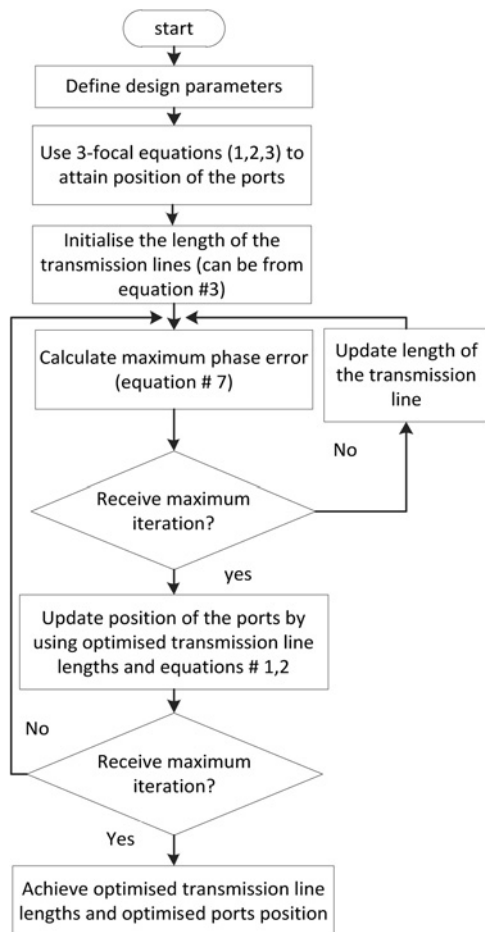 start
Define design parameters
Use 3-focal equations (1,2,3) to
attain position of the ports
Initialise the length of the
transmission lines (can be from
equation #3)
Calculate maximum phase error
(equation # 7)
Update length of
the transmission
line
No
Receive maximum
iteration?
yes
Update position of the ports by
using optimised transmission line
lengths and equations # 1,2
No
Receive maximum
iteration?
Yes
Achieve optimised transmission line
lengths and optimised ports position